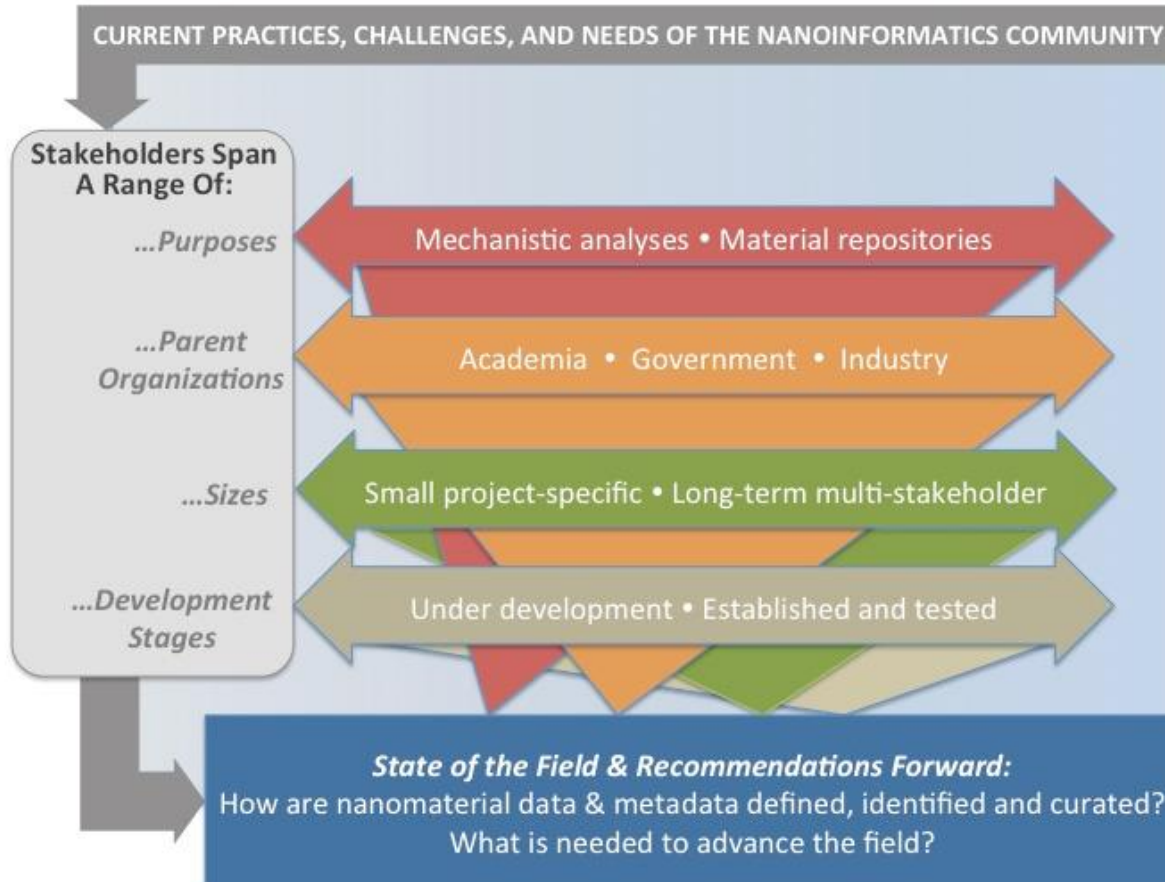 CURRENT PRACTICES, CHALLENGES, AND NEEDS OF THE NANOINFORMATICS COMMUNITY
Stakeholders Span
A Range Of:
...Purposes
Mechanistic analyses • Material repositories
...Parent
Organizations
Academia • Government • Industry
...Sizes
Small project-specific • Long-term multi-stakeholder
...Development
Stages
Under development • Established and tested
State of the Field & Recommendations Forward:
How are nanomaterial data & metadata defined, identified and curated?
What is needed to advance the field?